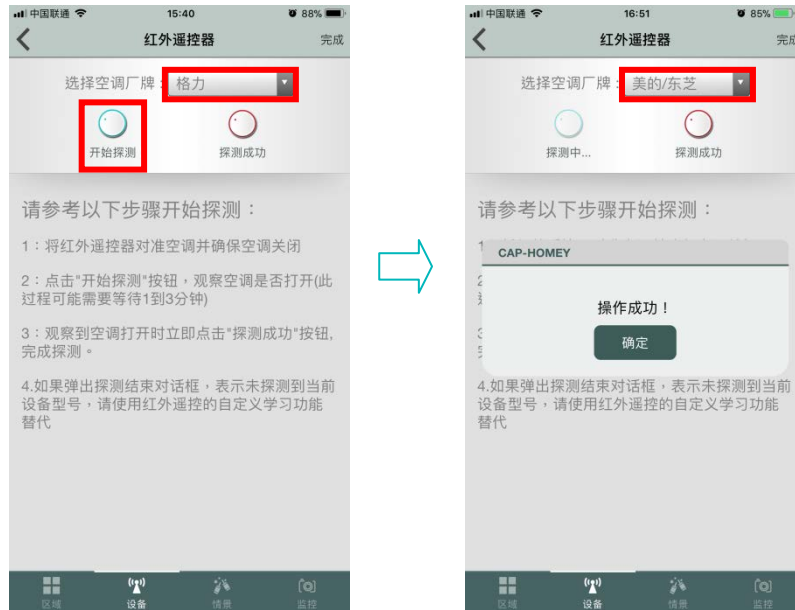 中国联通 15:40 88%
红外遥控器 完成
选择空调厂牌： 格力
开始探测 探测成功
请参考以下步骤开始探测：
1：将红外遥控器对准空调并确保空调关闭
2：点击"开始探测"按钮，观察空调是否打开(此
过程可能需要等待1到3分钟)
3：观察到空调打开时立即点击"探测成功"按钮,
完成探测。
4.如果弹出探测结束对话框，表示未探测到当前
设备型号，请使用红外遥控的自定义学习功能
替代
区域 设备 情景 监控
中国联通 16:51 85%
红外遥控器 完成
选择空调厂牌： 美的/东芝
探测中... 探测成功
请参考以下步骤开始探测：
CAP-HOMEY
操作成功！
确定
4.如果弹出探测结束对话框，表示未探测到当前
设备型号，请使用红外遥控的自定义学习功能
替代
区域 设备 情景 监控